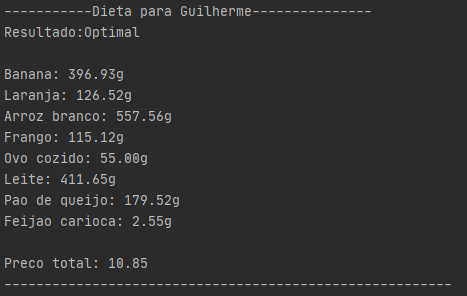 -----------Dieta para Guilherme---------------
Resultado:Optimal
Banana: 396.93g
Laranja: 126.52g
Arroz branco: 557.56g
Frango: 115.12g
Ovo cozido: 55.00g
Leite: 411.65g
Pao de queijo: 179.52g
Feijao carioca: 2.55g
Preco total: 10.85
--------------------------------------------------------